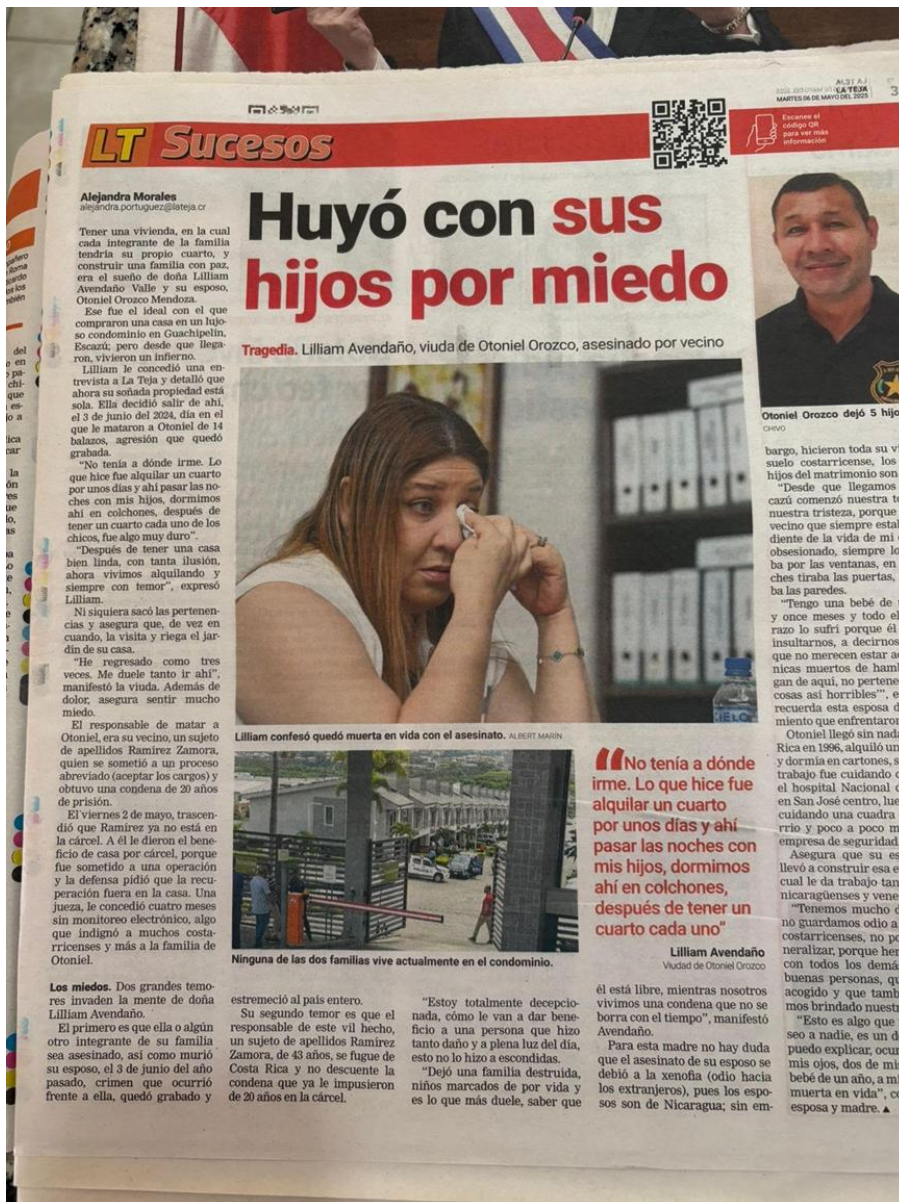 LA TEJA
MARTES 06 DE MAYO DEL 2025
3
LT Sucesos
Escanee el
código QR
para ver más
información
Alejandra Morales
alejandra.portuguez@lateja.cr
Huyó con sus
hijos por miedo
Tragedia. Lilliam Avendaño, viuda de Otoniel Orozco, asesinado por vecino
Tener una vivienda, en la cual
cada integrante de la familia
tendría su propio cuarto, y
construir una familia con paz,
era el sueño de doña Lilliam
Avendaño Valle y su esposo,
Otoniel Orozco Mendoza.
Ese fue el ideal con el que
compraron una casa en un lujo-
so condominio en Guachipelín,
Escazú; pero desde que llega-
ron, vivieron un infierno.
Lilliam le concedió una en-
trevista a La Teja y detalló que
ahora su soñada propiedad está
sola. Ella decidió salir de ahí,
el 3 de junio del 2024, día en el
que le mataron a Otoniel de 14
balazos, agresión que quedó
grabada.
“No tenía a dónde irme. Lo
que hice fue alquilar un cuarto
por unos días y ahí pasar las no-
ches con mis hijos, dormimos
ahí en colchones, después de
tener un cuarto cada uno de los
chicos, fue algo muy duro”.
“Después de tener una casa
bien linda, con tanta ilusión,
ahora vivimos alquilando y
siempre con temor”, expresó
Lilliam.
Ni siquiera sacó las pertenen-
cias y asegura que, de vez en
cuando, la visita y riega el jar-
dín de su casa.
“He regresado como tres
veces. Me duele tanto ir ahí”,
manifestó la viuda. Además de
dolor, asegura sentir mucho
miedo.
El responsable de matar a
Otoniel, era su vecino, un sujeto
de apellidos Ramírez Zamora,
quien se sometió a un proceso
abreviado (aceptar los cargos) y
obtuvo una condena de 20 años
de prisión.
El viernes 2 de mayo, trascen-
dió que Ramírez ya no está en
la cárcel. A él le dieron el bene-
ficio de casa por cárcel, porque
fue sometido a una operación
y la defensa pidió que la recu-
peración fuera en la casa. Una
jueza, le concedió cuatro meses
sin monitoreo electrónico, algo
que indignó a muchos costa-
rricenses y más a la familia de
Otoniel.
Lilliam confesó quedó muerta en vida con el asesinato. ALBERT MARÍN.
CIELO
Ninguna de las dos familias vive actualmente en el condominio.
“No tenía a dónde
irme. Lo que hice fue
alquilar un cuarto
por unos días y ahí
pasar las noches con
mis hijos, dormimos
ahí en colchones,
después de tener un
cuarto cada uno”
Lilliam Avendaño
Viudad de Otoniel Orozco
Los miedos. Dos grandes temo-
res invaden la mente de doña
Lilliam Avendaño.
El primero es que ella o algún
otro integrante de su familia
sea asesinado, así como murió
su esposo, el 3 de junio del año
pasado, crimen que ocurrió
frente a ella, quedó grabado y
estremeció al país entero.
Su segundo temor es que el
responsable de este vil hecho,
un sujeto de apellidos Ramírez
Zamora, de 43 años, se fugue de
Costa Rica y no descuente la
condena que ya le impusieron
de 20 años en la cárcel.
“Estoy totalmente decepcio-
nada, cómo le van a dar bene-
ficio a una persona que hizo
tanto daño y a plena luz del día,
esto no lo hizo a escondidas.
“Dejó una familia destruida,
niños marcados de por vida y
es lo que más duele, saber que
él está libre, mientras nosotros
vivimos una condena que no se
borra con el tiempo”, manifestó
Avendaño.
Para esta madre no hay duda
que el asesinato de su esposo se
debió a la xenofia (odio hacia
los extranjeros), pues los espo-
sos son de Nicaragua; sin em-
Otoniel Orozco dejó 5 hijo
CHIVO
bargo, hicieron toda su vi
suelo costarricense, los
hijos del matrimonio son
“Desde que llegamos
cazú comenzó nuestra t
nuestra tristeza, porque
vecino que siempre estab
diente de la vida de mi
obsesionado, siempre lo
ba por las ventanas, en
ches tiraba las puertas,
ba las paredes.
“Tengo una bebé de
y once meses y todo el
razo lo sufrí porque él
insultarnos, a decirnos
que no merecen estar a
nicas muertos de hamb
gan de aquí, no pertene
cosas así horribles’”, e
recuerda esta esposa d
miento que enfrentaron
Otoniel llegó sin nada
Rica en 1996, alquiló un
y dormía en cartones, s
trabajo fue cuidando c
el hospital Nacional d
en San José centro, lue
cuidando una cuadra
rrio y poco a poco m
empresa de seguridad
Asegura que su es
llevó a construir esa e
cual le da trabajo tan
nicaragüenses y vene
“Tenemos mucho d
no guardamos odio a
costarricenses, no po
neralizar, porque her
con todos los demás
buenas personas, qu
acogido y que tamb
mos brindado nuestr
“Esto es algo que
seo a nadie, es un d
puedo explicar, ocur
mis ojos, dos de mis
bebé de un año, a mi
muerta en vida”, co
esposa y madre. ▲